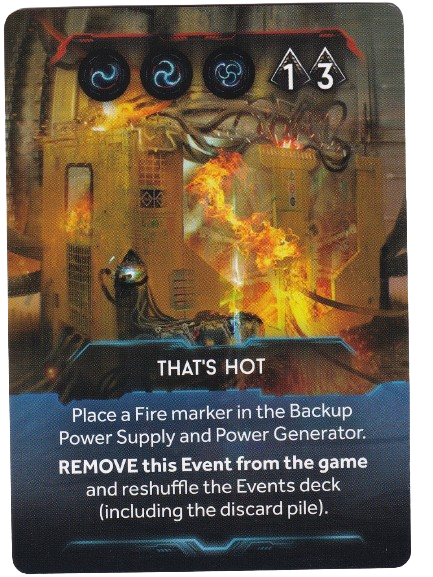 1 3
THAT'S HOT
Place a Fire marker in the Backup
Power Supply and Power Generator.
REMOVE this Event from the game
and reshuffle the Events deck
(including the discard pile).